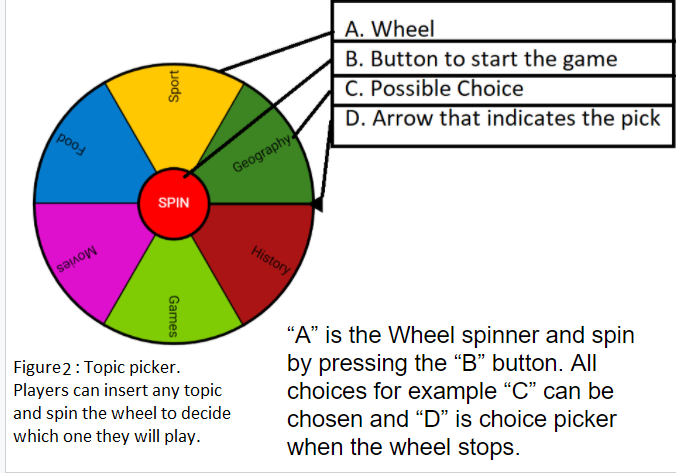 A. Wheel
B. Button to start the game
C. Possible Choice
D. Arrow that indicates the pick
Sport
Geography
History
Games
Movies
Food
SPIN
Figure2 : Topic picker.
Players can insert any topic
and spin the wheel to decide
which one they will play.
“A” is the Wheel spinner and spin
by pressing the “B” button. All
choices for example “C” can be
chosen and “D” is choice picker
when the wheel stops.